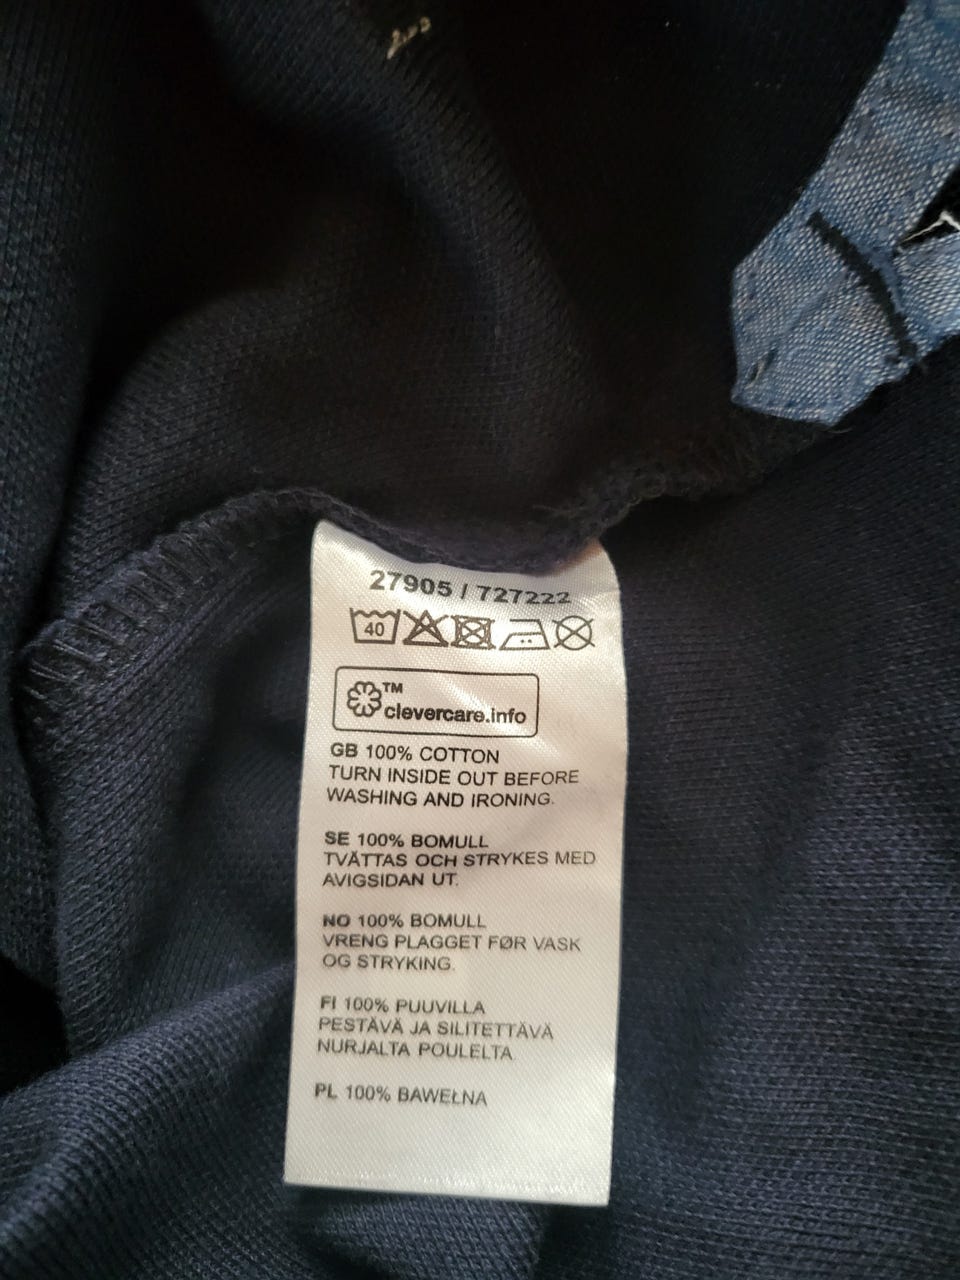 27905 / 727222
40
TM
clevercare.info
GB 100% COTTON
TURN INSIDE OUT BEFORE
WASHING AND IRONING.
SE 100% BOMULL
TVÄTTAS OCH STRYKES MED
AVIGSIDAN UT.
NO 100% BOMULL
VRENG PLAGGET FØR VASK
OG STRYKING.
FI 100% PUUVILLA
PESTÄVÄ JA SILITETTÄVÄ
NURJALTA POULELTA.
PL 100% BAWEŁNA